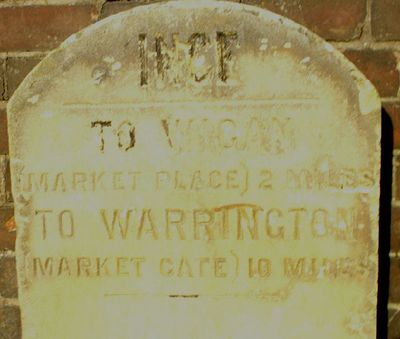 INCE
TO WIGAN
(MARKET PLACE) 2 MILES
TO WARRINGTON
(MARKET GATE) 10 MILES